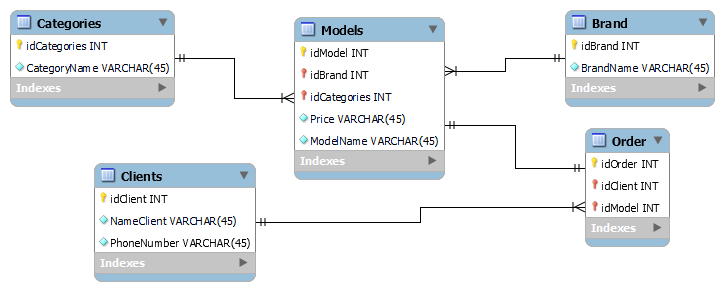 Categories
idCategories INT
CategoryName VARCHAR(45)
Indexes
Models
idModel INT
idBrand INT
idCategories INT
Price VARCHAR(45)
ModelName VARCHAR(45)
Indexes
Brand
idBrand INT
BrandName VARCHAR(45)
Indexes
Clients
idClient INT
NameClient VARCHAR(45)
PhoneNumber VARCHAR(45)
Indexes
Order
idOrder INT
idClient INT
idModel INT
Indexes